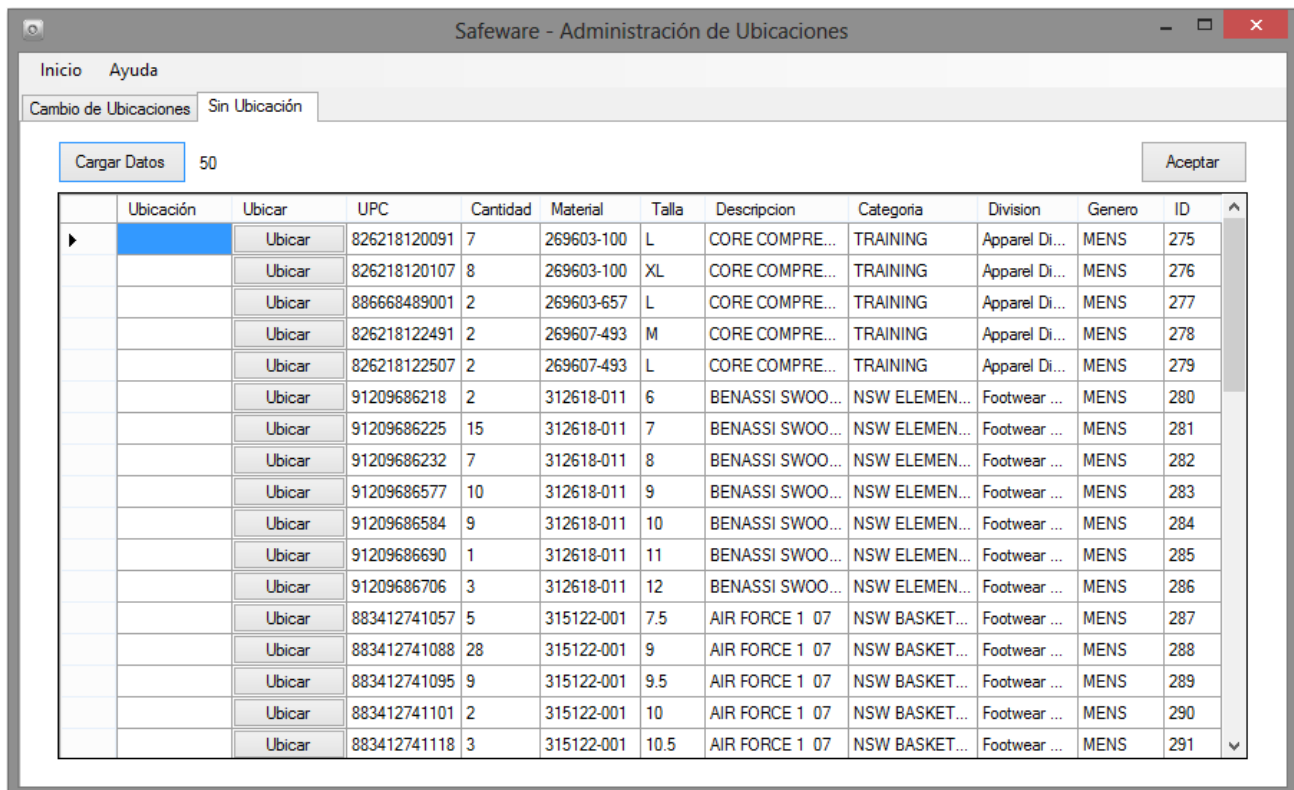 Safeware - Administración de Ubicaciones
Inicio Ayuda
Cambio de Ubicaciones Sin Ubicación
Cargar Datos 50 Aceptar
Ubicación Ubicar UPC Cantidad Material Talla Descripcion Categoria Division Genero ID
Ubicar 826218120091 7 269603-100 L CORE COMPRE... TRAINING Apparel Di... MENS 275
Ubicar 826218120107 8 269603-100 XL CORE COMPRE... TRAINING Apparel Di... MENS 276
Ubicar 886668489001 2 269603-657 L CORE COMPRE... TRAINING Apparel Di... MENS 277
Ubicar 826218122491 2 269607-493 M CORE COMPRE... TRAINING Apparel Di... MENS 278
Ubicar 826218122507 2 269607-493 L CORE COMPRE... TRAINING Apparel Di... MENS 279
Ubicar 91209686218 2 312618-011 6 BENASSI SWOO... NSW ELEMEN... Footwear ... MENS 280
Ubicar 91209686225 15 312618-011 7 BENASSI SWOO... NSW ELEMEN... Footwear ... MENS 281
Ubicar 91209686232 7 312618-011 8 BENASSI SWOO... NSW ELEMEN... Footwear ... MENS 282
Ubicar 91209686577 10 312618-011 9 BENASSI SWOO... NSW ELEMEN... Footwear ... MENS 283
Ubicar 91209686584 9 312618-011 10 BENASSI SWOO... NSW ELEMEN... Footwear ... MENS 284
Ubicar 91209686690 1 312618-011 11 BENASSI SWOO... NSW ELEMEN... Footwear ... MENS 285
Ubicar 91209686706 3 312618-011 12 BENASSI SWOO... NSW ELEMEN... Footwear ... MENS 286
Ubicar 883412741057 5 315122-001 7.5 AIR FORCE 1 07 NSW BASKET... Footwear ... MENS 287
Ubicar 883412741088 28 315122-001 9 AIR FORCE 1 07 NSW BASKET... Footwear ... MENS 288
Ubicar 883412741095 9 315122-001 9.5 AIR FORCE 1 07 NSW BASKET... Footwear ... MENS 289
Ubicar 883412741101 2 315122-001 10 AIR FORCE 1 07 NSW BASKET... Footwear ... MENS 290
Ubicar 883412741118 3 315122-001 10.5 AIR FORCE 1 07 NSW BASKET... Footwear ... MENS 291